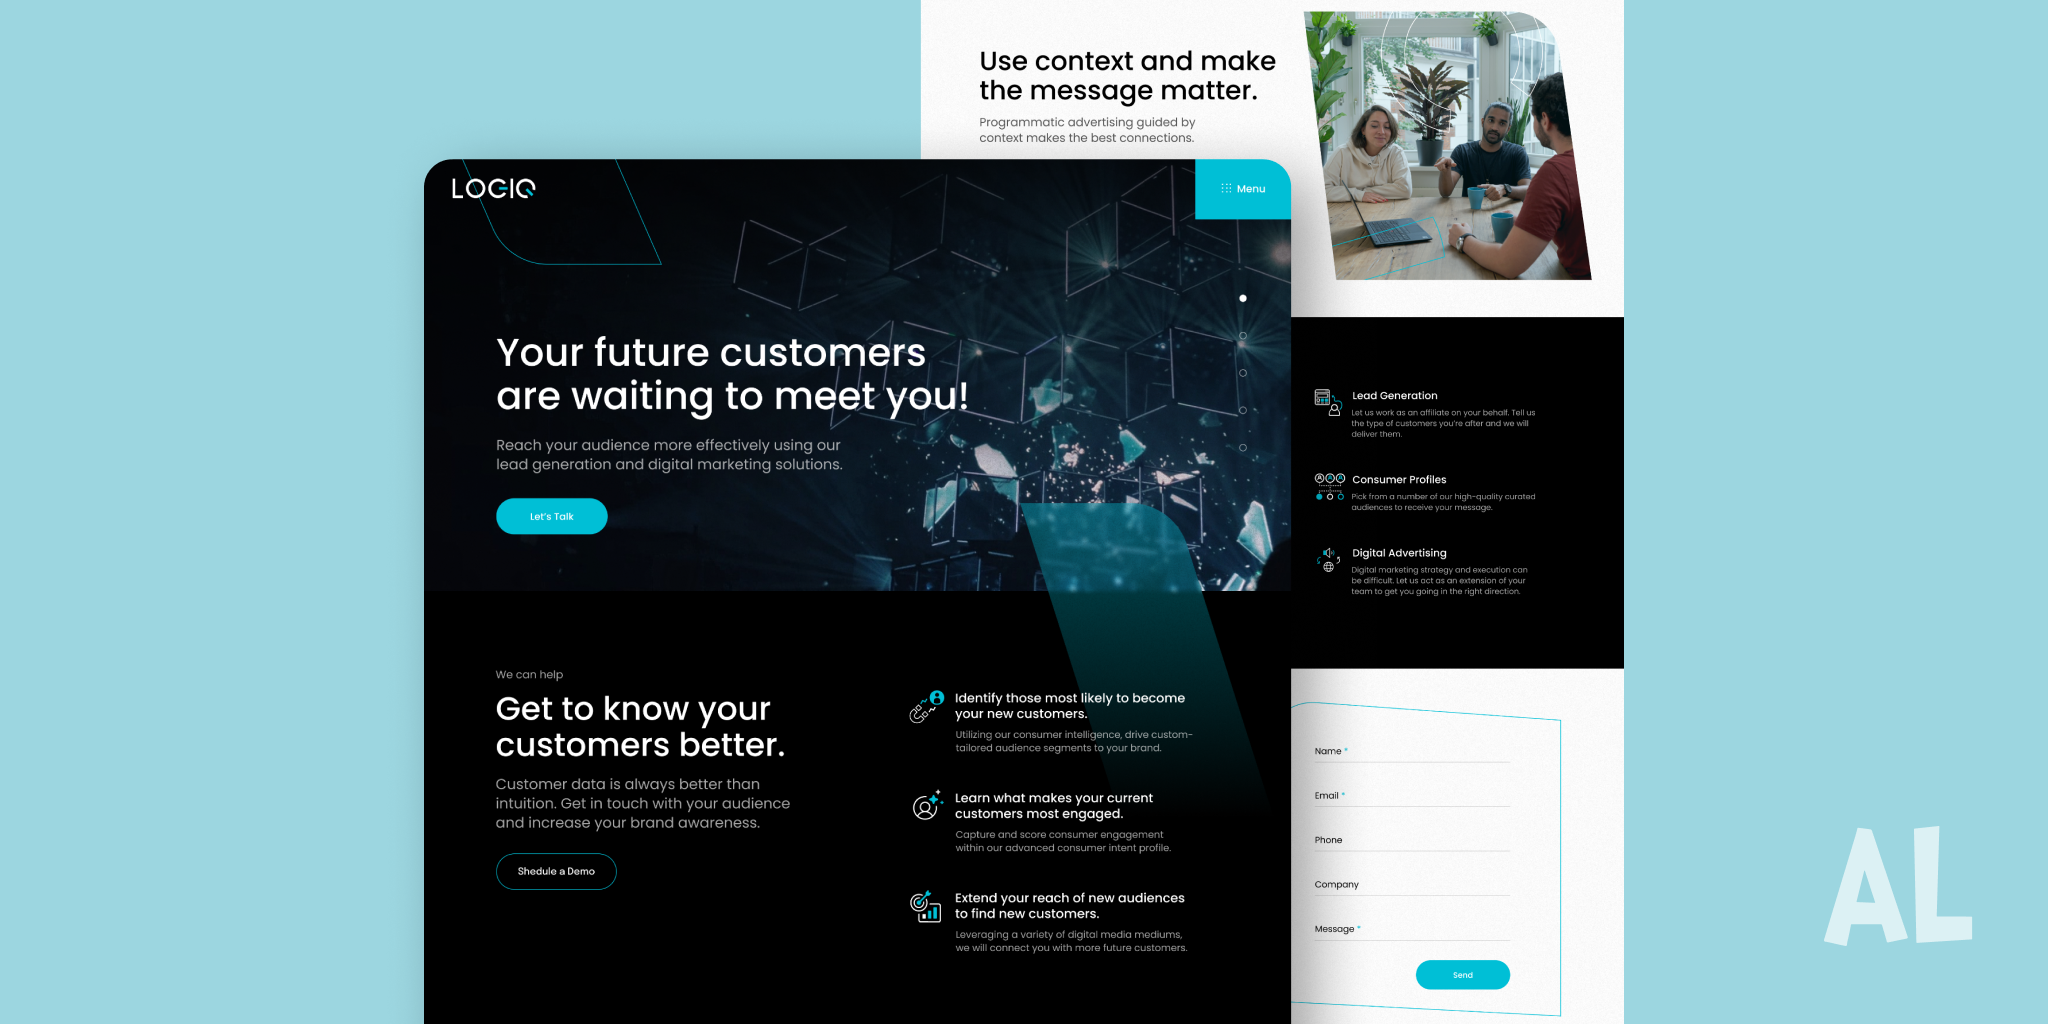 Use context and make
the message matter.
Programmatic advertising guided by
context makes the best connections.
LOGIQ
Menu
Your future customers
are waiting to meet you!
Reach your audience more effectively using our
lead generation and digital marketing solutions.
Let's Talk
Lead Generation
Let us work as an affiliate on your behalf. Tell us
the type of customers you're after and we will
deliver them.
Consumer Profiles
Pick from a number of our high-quality curated
audiences to receive your message.
Digital Advertising
Digital marketing strategy and execution can
be difficult. Let us act as an extension of your
team to get you going in the right direction.
We can help
Get to know your
customers better.
Customer data is always better than
intuition. Get in touch with your audience
and increase your brand awareness.
Shedule a Demo
Identify those most likely to become
your new customers.
Utilizing our consumer intelligence, drive custom-
tailored audience segments to your brand.
Learn what makes your current
customers most engaged.
Capture and score consumer engagement
within our advanced consumer intent profile.
Extend your reach of new audiences
to find new customers.
Leveraging a variety of digital media mediums,
we will connect you with more future customers.
Name *
Email *
Phone
Company
Message *
Send
AL